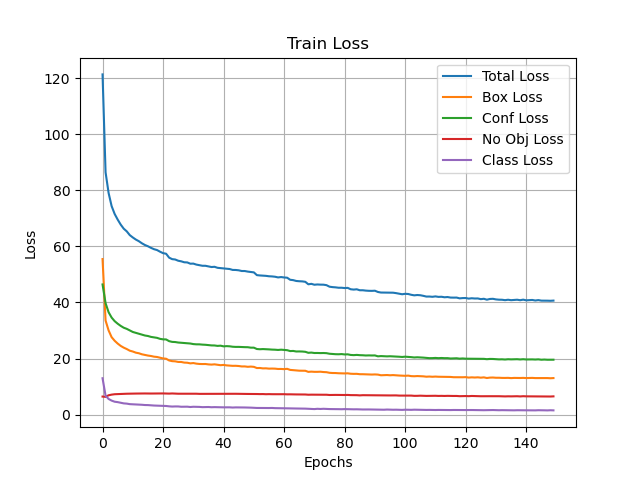 Train Loss
120
100
80
60
40
20
0
Loss
Total Loss
Box Loss
Conf Loss
No Obj Loss
Class Loss
0 20 40 60 80 100 120 140
Epochs